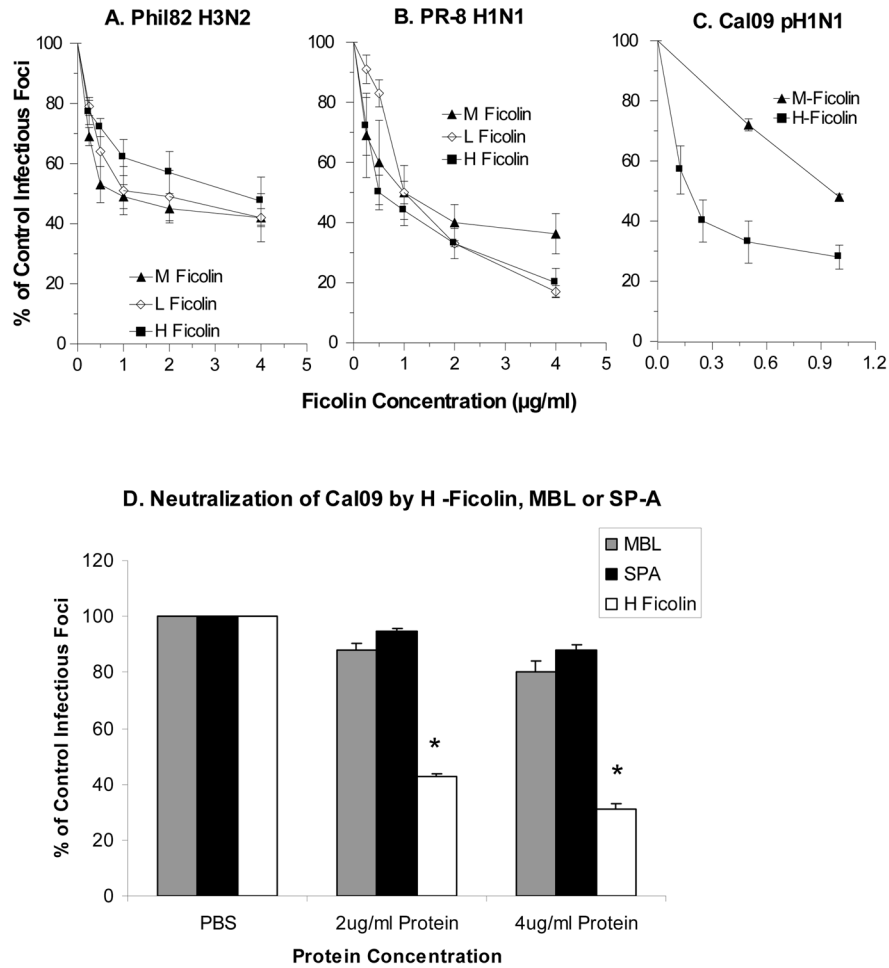 A. Phil82 H3N2
B. PR-8 H1N1
C. Cal09 pH1N1
% of Control Infectious Foci
100
80
60
40
20
0
M Ficolin
L Ficolin
H Ficolin
0 1 2 3 4 5
100
80
60
40
20
0
M Ficolin
L Ficolin
H Ficolin
0 1 2 3 4 5
100
80
60
40
20
0
M-Ficolin
H-Ficolin
0.0 0.3 0.6 0.9 1.2
Ficolin Concentration (µg/ml)
D. Neutralization of Cal09 by H -Ficolin, MBL or SP-A
MBL
SPA
H Ficolin
% of Control Infectious Foci
120
100
80
60
40
20
0
*
*
PBS 2ug/ml Protein 4ug/ml Protein
Protein Concentration